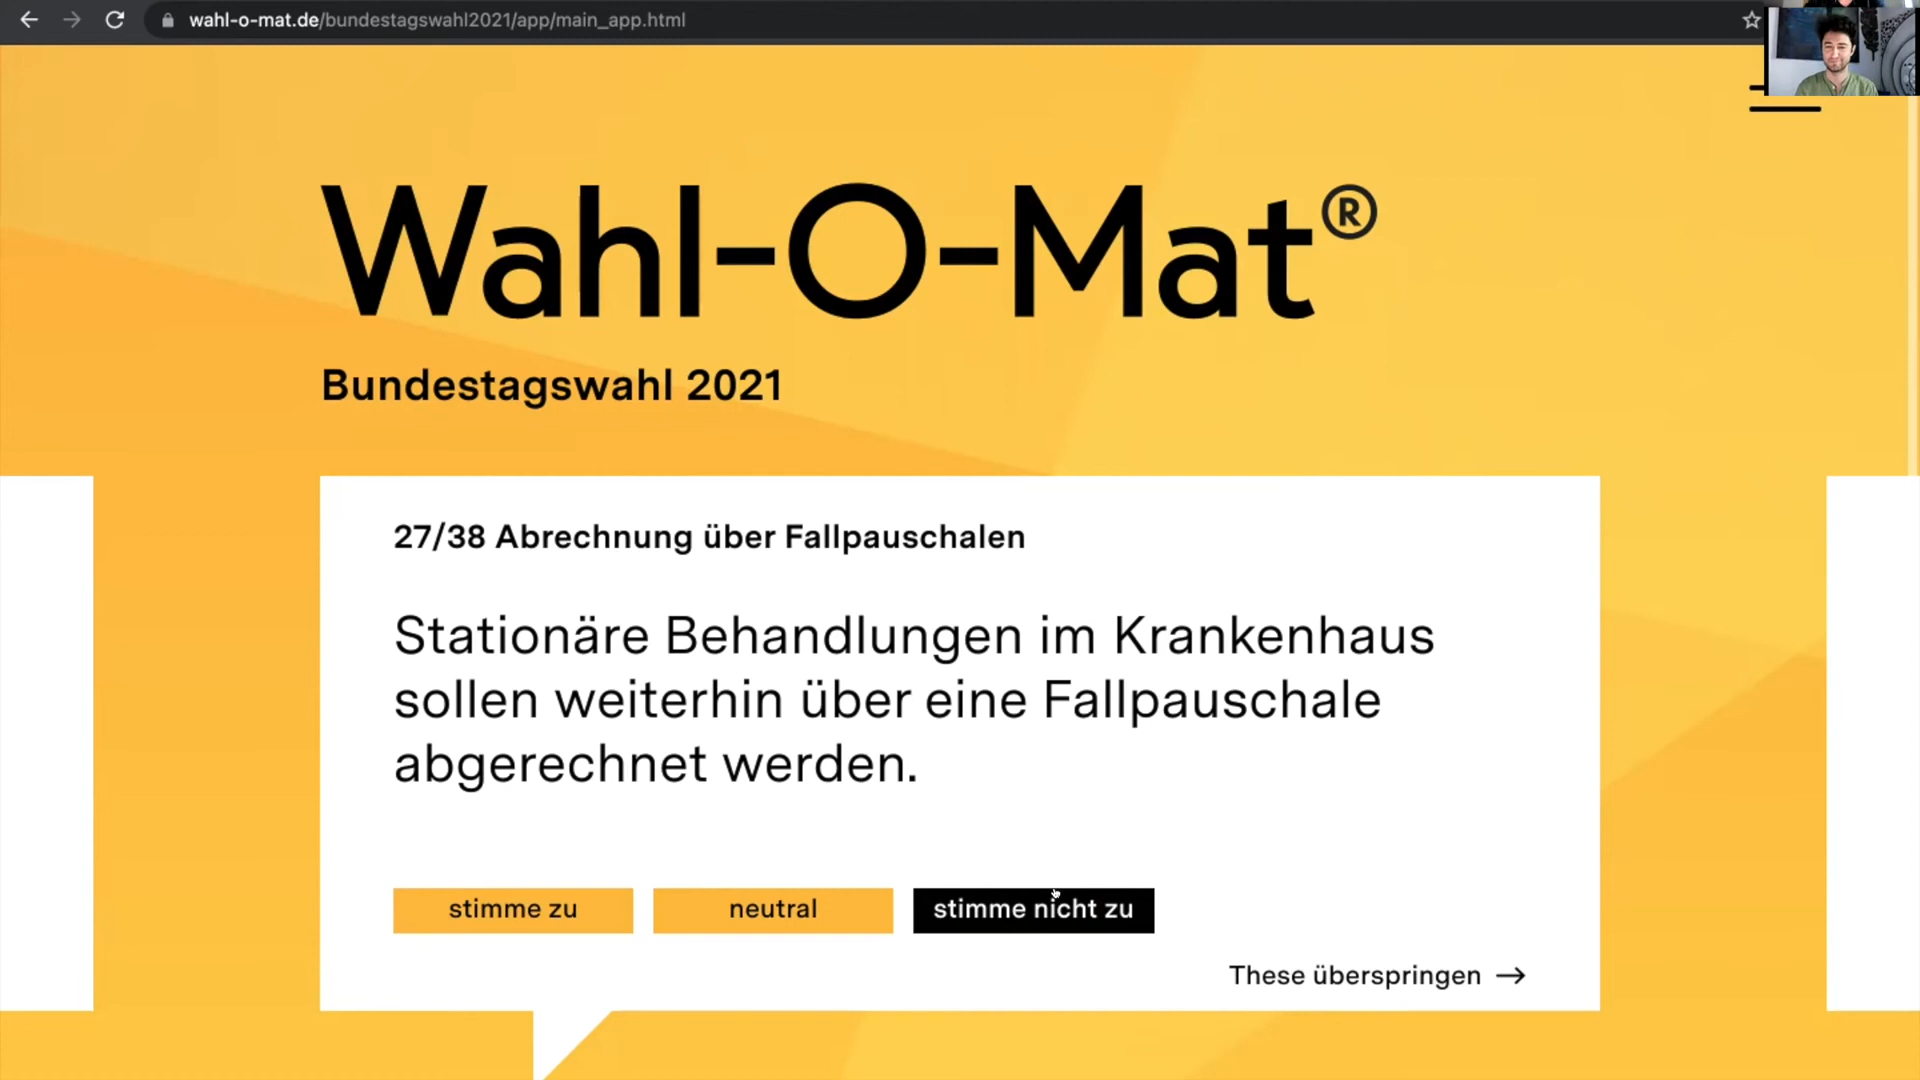 wahl-o-mat.de/bundestagswahl2021/app/main_app.html
Wahl-O-Mat®
Bundestagswahl 2021
27/38 Abrechnung über Fallpauschalen
Stationäre Behandlungen im Krankenhaus
sollen weiterhin über eine Fallpauschale
abgerechnet werden.
stimme zu
neutral
stimme nicht zu
These überspringen →